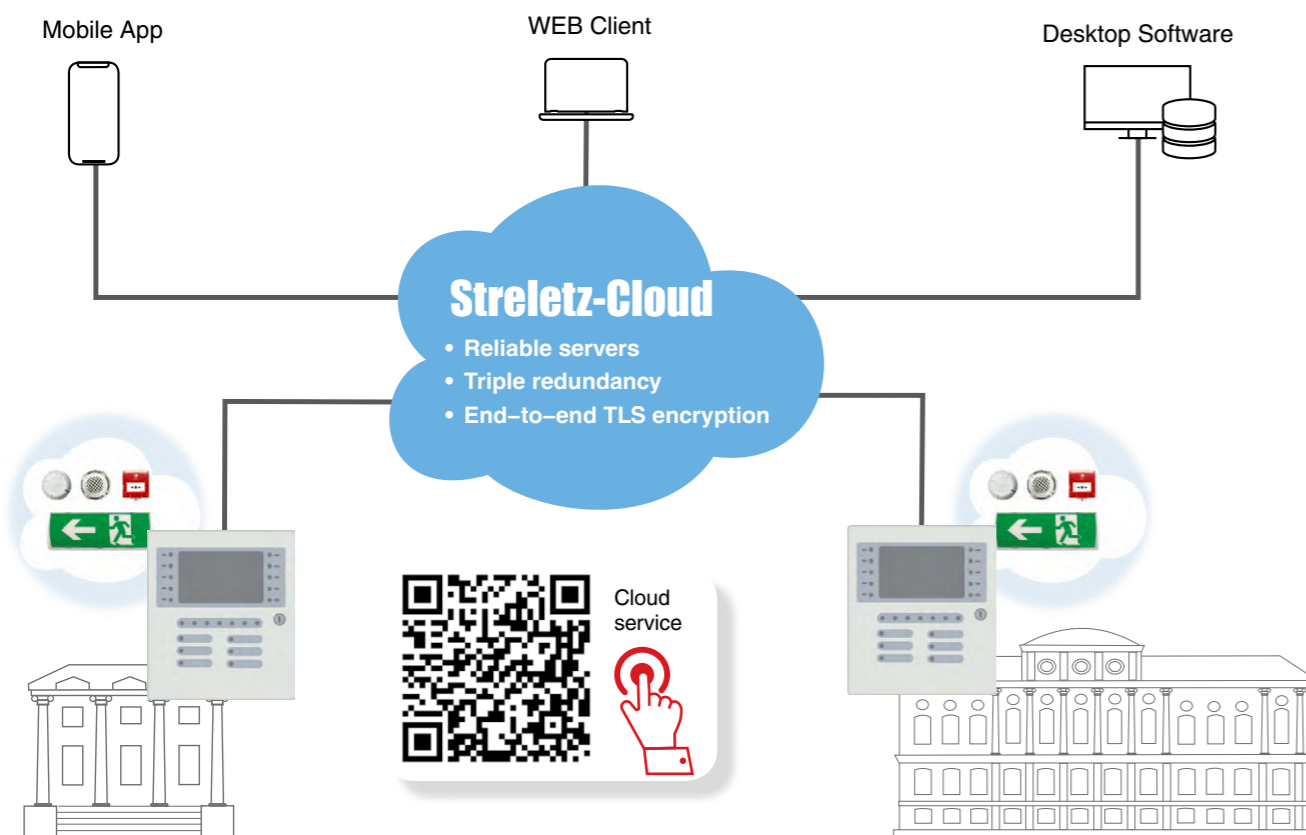 Mobile App
WEB Client
Desktop Software
Streletz-Cloud
• Reliable servers
• Triple redundancy
• End–to–end TLS encryption
Cloud
service